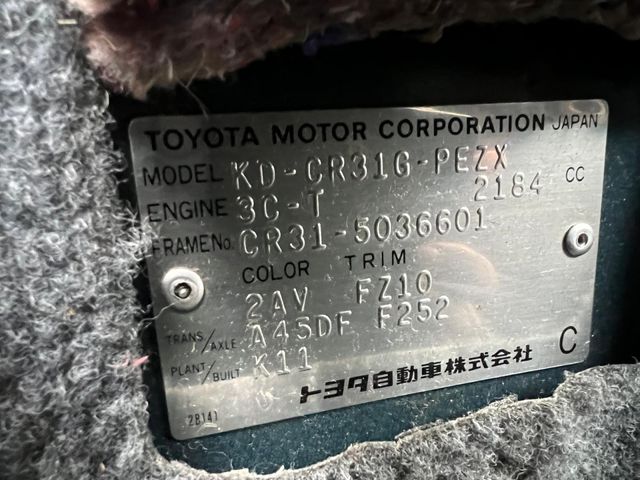 TOYOTA MOTOR CORPORATION JAPAN
MODEL KD-CR31G-PEZX
ENGINE 3C-T 2184 CC
FRAME No. CR31-5036601
COLOR TRIM
2AV FZ10
TRANS/AXLE A45DF F252
PLANT/BUILT K11
トヨタ自動車株式会社 C
2B141